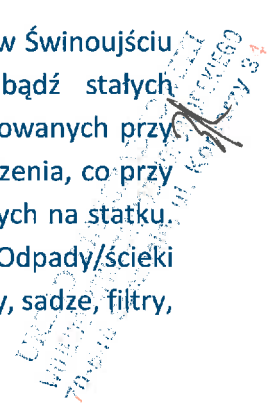 w Świnoujściu
bądź stałych
owanych przy
zenia, co przy
ych na statku.
Odpady/ścieki
y, sadze, filtry,